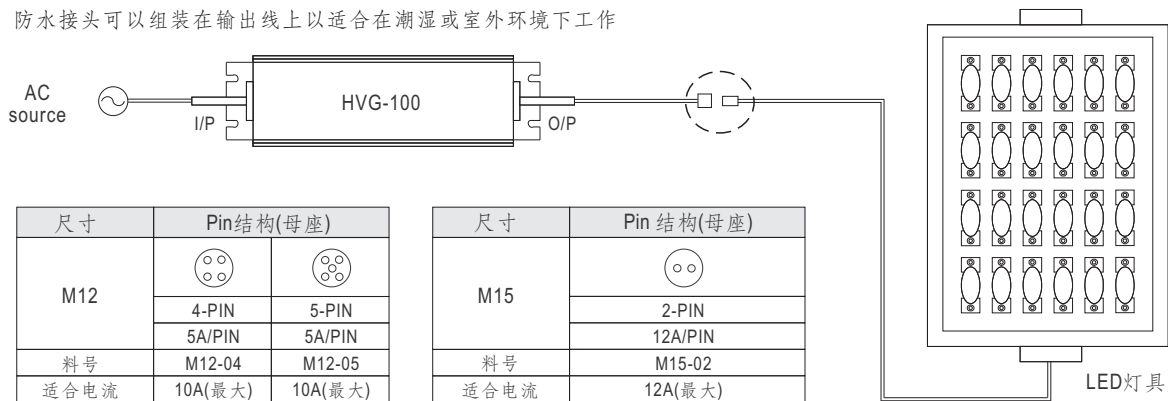 防水接头可以组装在输出线上以适合在潮湿或室外环境下工作
AC
source
I/P
HVG-100
O/P
LED灯具
尺寸 Pin结构(母座)
M12
4-PIN 5-PIN
5A/PIN 5A/PIN
料号 M12-04 M12-05
适合电流 10A(最大) 10A(最大)
尺寸 Pin 结构(母座)
M15
2-PIN
12A/PIN
料号 M15-02
适合电流 12A(最大)